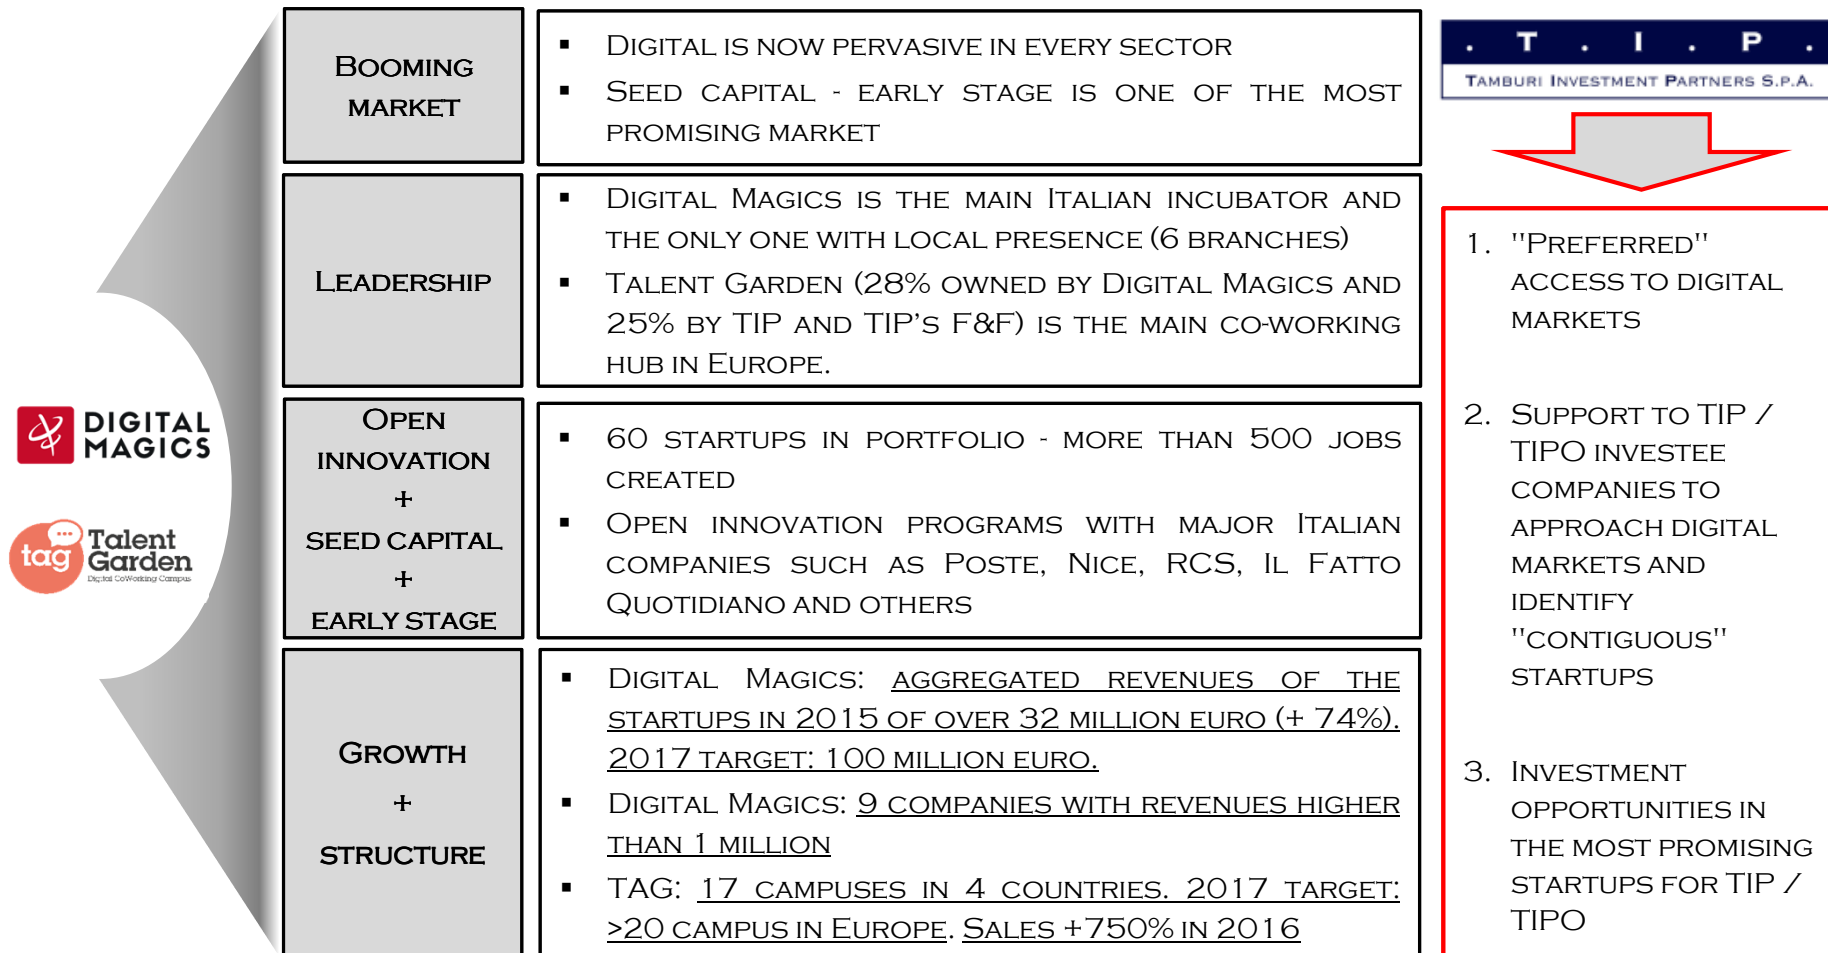 DIGITAL
MAGICS
tag
Talent
Garden
Digital CoWorking Campus
BOOMING
MARKET
▪ DIGITAL IS NOW PERVASIVE IN EVERY SECTOR
▪ SEED CAPITAL - EARLY STAGE IS ONE OF THE MOST
PROMISING MARKET
LEADERSHIP
▪ DIGITAL MAGICS IS THE MAIN ITALIAN INCUBATOR AND
THE ONLY ONE WITH LOCAL PRESENCE (6 BRANCHES)
▪ TALENT GARDEN (28% OWNED BY DIGITAL MAGICS AND
25% BY TIP AND TIP'S F&F) IS THE MAIN CO-WORKING
HUB IN EUROPE.
OPEN
INNOVATION
+
SEED CAPITAL
+
EARLY STAGE
▪ 60 STARTUPS IN PORTFOLIO - MORE THAN 500 JOBS
CREATED
▪ OPEN INNOVATION PROGRAMS WITH MAJOR ITALIAN
COMPANIES SUCH AS POSTE, NICE, RCS, IL FATTO
QUOTIDIANO AND OTHERS
GROWTH
+
STRUCTURE
▪ DIGITAL MAGICS: AGGREGATED REVENUES OF THE
STARTUPS IN 2015 OF OVER 32 MILLION EURO (+ 74%).
2017 TARGET: 100 MILLION EURO.
▪ DIGITAL MAGICS: 9 COMPANIES WITH REVENUES HIGHER
THAN 1 MILLION
▪ TAG: 17 CAMPUSES IN 4 COUNTRIES. 2017 TARGET:
>20 CAMPUS IN EUROPE. SALES +750% IN 2016
. T . I . P .
TAMBURI INVESTMENT PARTNERS S.P.A.
1. "PREFERRED"
ACCESS TO DIGITAL
MARKETS
2. SUPPORT TO TIP /
TIPO INVESTEE
COMPANIES TO
APPROACH DIGITAL
MARKETS AND
IDENTIFY
"CONTIGUOUS"
STARTUPS
3. INVESTMENT
OPPORTUNITIES IN
THE MOST PROMISING
STARTUPS FOR TIP /
TIPO